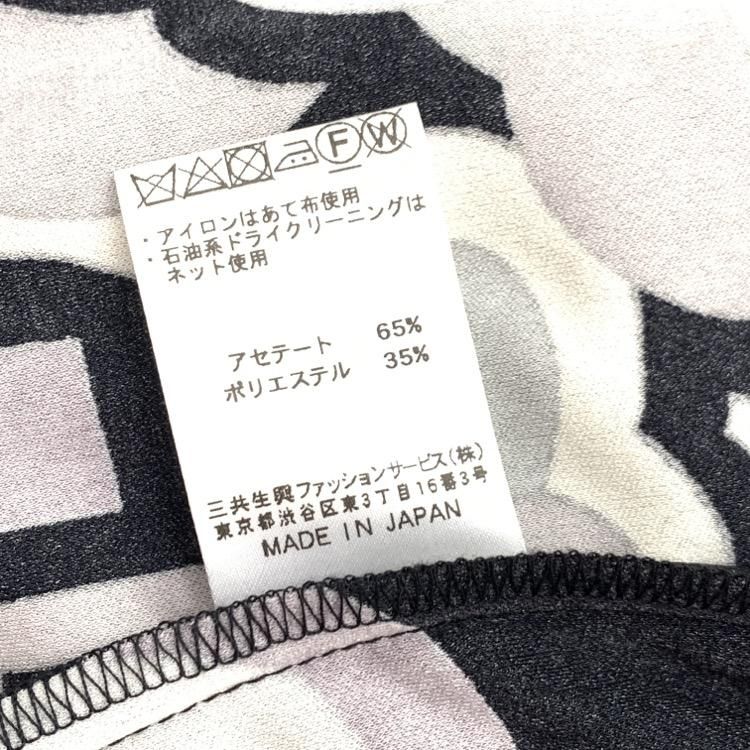 F W
・アイロンはあて布使用
・石油系ドライクリーニングは
ネット使用
アセテート 65%
ポリエステル 35%
三共生興ファッションサービス(株)
東京都渋谷区東3丁目16番3号
MADE IN JAPAN